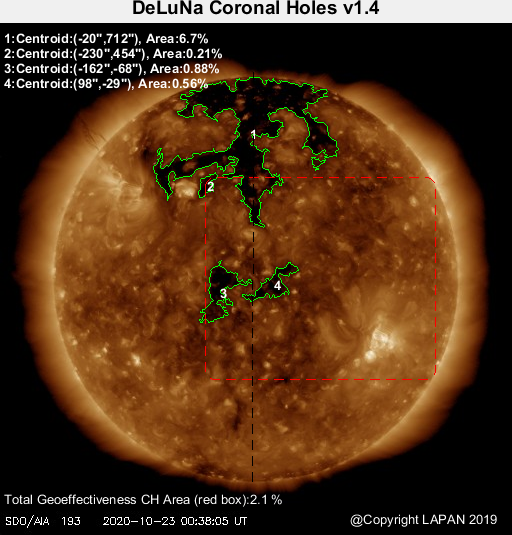 DeLuNa Coronal Holes v1.4
1:Centroid:(-20",712"), Area:6.7%
2:Centroid:(-230",454"), Area:0.21%
3:Centroid:(-162",-68"), Area:0.88%
4:Centroid:(98",-29"), Area:0.56%
1
2
4
3
Total Geoeffectiveness CH Area (red box):2.1 %
SDO/AIA 193 2020-10-23 00:38:05 UT
@Copyright LAPAN 2019